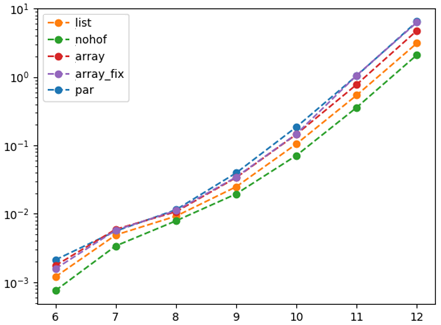 10¹
10⁰
10⁻¹
10⁻²
10⁻³
list
nohof
array
array_fix
par
6 7 8 9 10 11 12